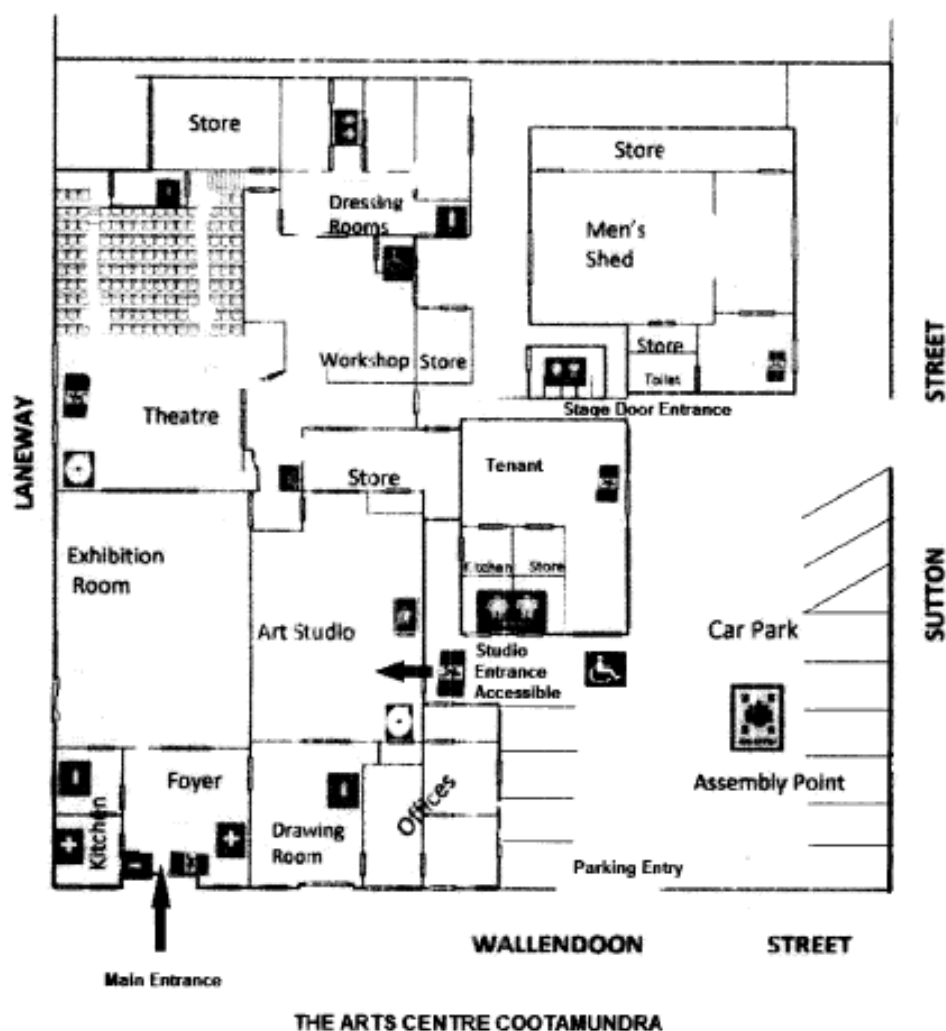 Store
Store
Dressing
Rooms
Men's
Shed
Workshop
Store
Store
Toilet
Stage Door Entrance
STREET
LANEWAY
Theatre
Store
Tenant
Exhibition
Room
Kitchen
Store
SUTTON
Art Studio
Car Park
Studio
Entrance
Accessible
Foyer
Assembly Point
Kitchen
Drawing
Room
Offices
Parking Entry
WALLENDOON STREET
Main Entrance
THE ARTS CENTRE COOTAMUNDRA